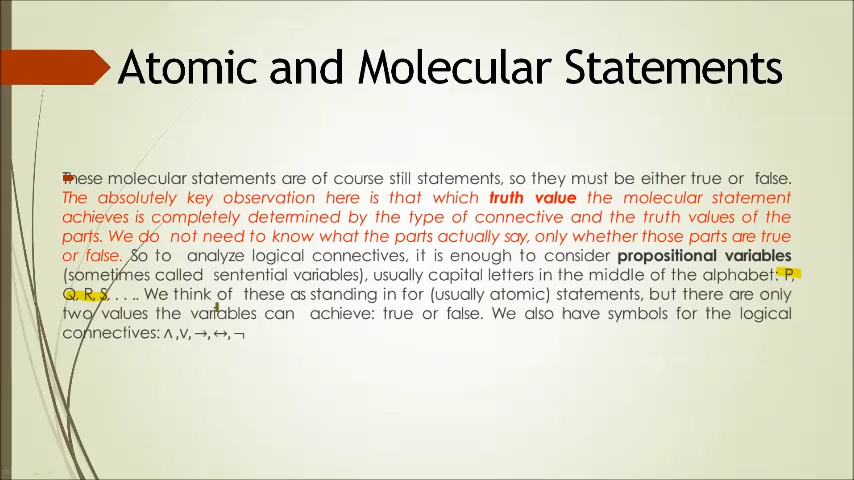 Atomic and Molecular Statements
These molecular statements are of course still statements, so they must be either true or false.
The absolutely key observation here is that which truth value the molecular statement
achieves is completely determined by the type of connective and the truth values of the
parts. We do not need to know what the parts actually say, only whether those parts are true
or false. So to analyze logical connectives, it is enough to consider propositional variables
(sometimes called sentential variables), usually capital letters in the middle of the alphabet: P,
Q, R, S, . . .. We think of these as standing in for (usually atomic) statements, but there are only
two values the variables can achieve: true or false. We also have symbols for the logical
connectives: ∧ ,∨, →, ↔, ¬